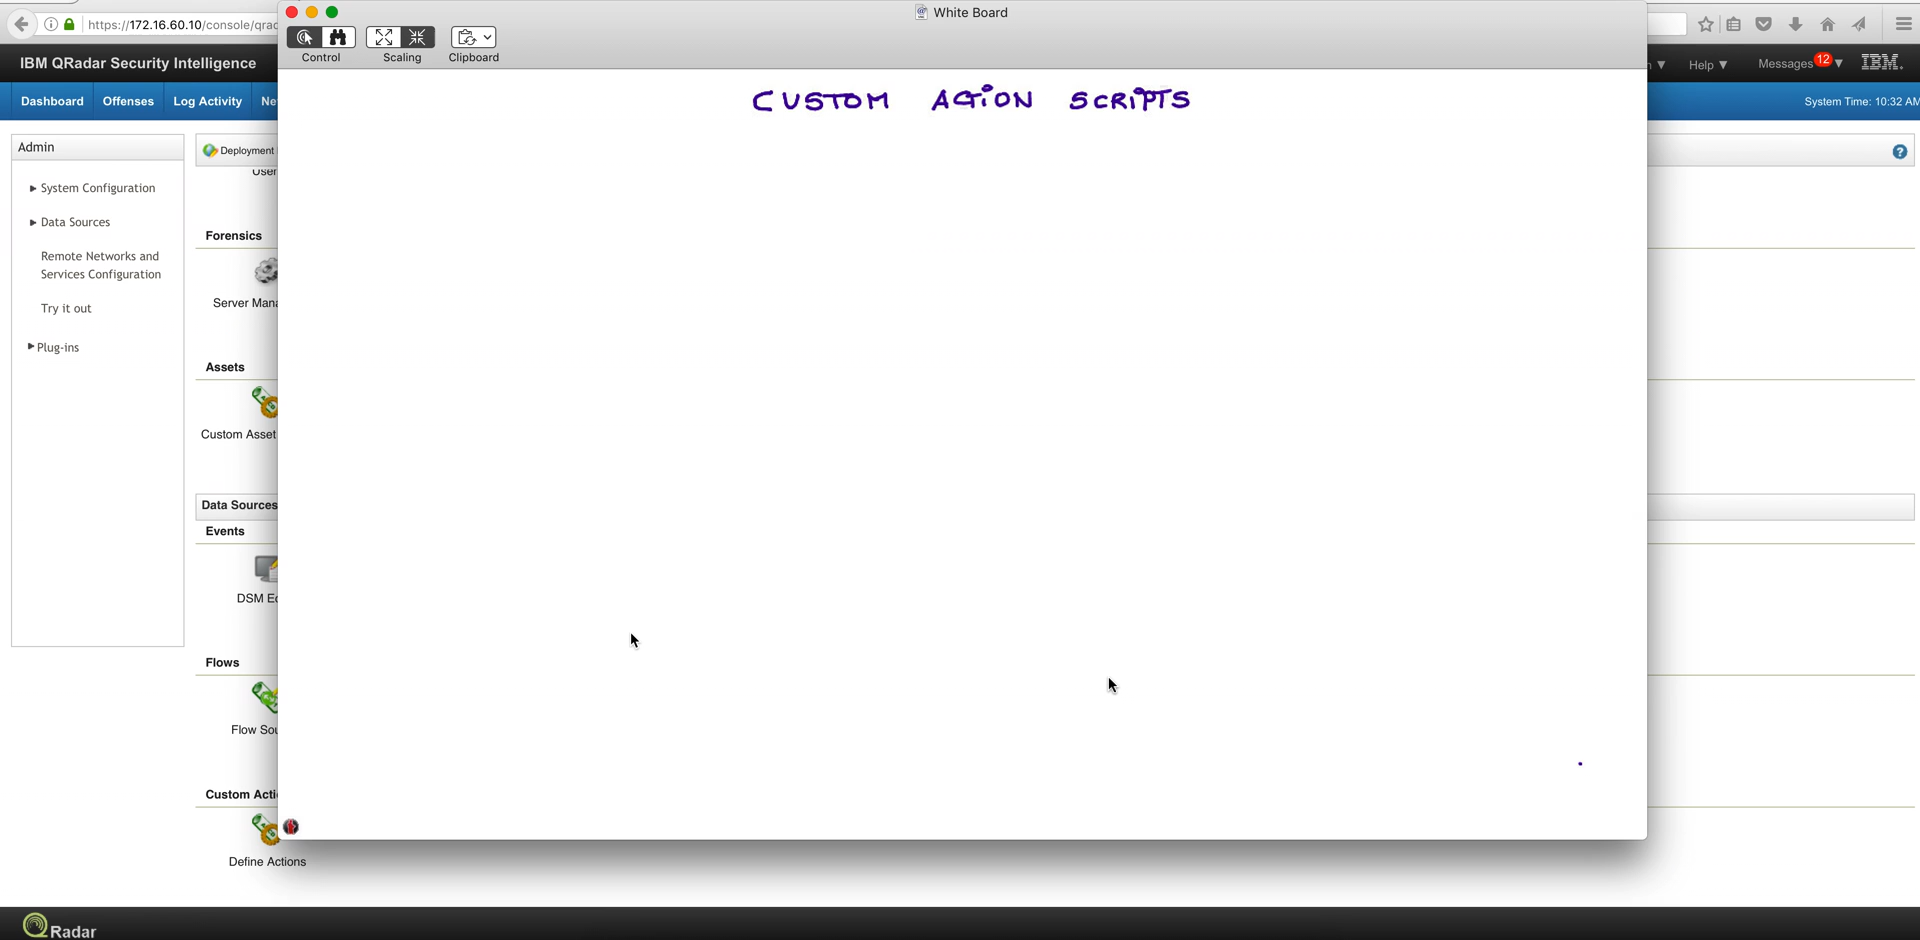 White Board
https://172.16.60.10/console/qrad
Control
Scaling
Clipboard
IBM QRadar Security Intelligence
Help ▼
Messages 12 ▼
IBM.
Dashboard
Offenses
Log Activity
System Time: 10:32 AM
CUSTOM ACTION SCRIPTS
Admin
System Configuration
Data Sources
Remote Networks and
Services Configuration
Try it out
Plug-ins
Deployment
User
Forensics
Server Mana
Assets
Custom Asset
Data Sources
Events
DSM Ed
Flows
Flow Sou
Custom Acti
Define Actions
QRadar